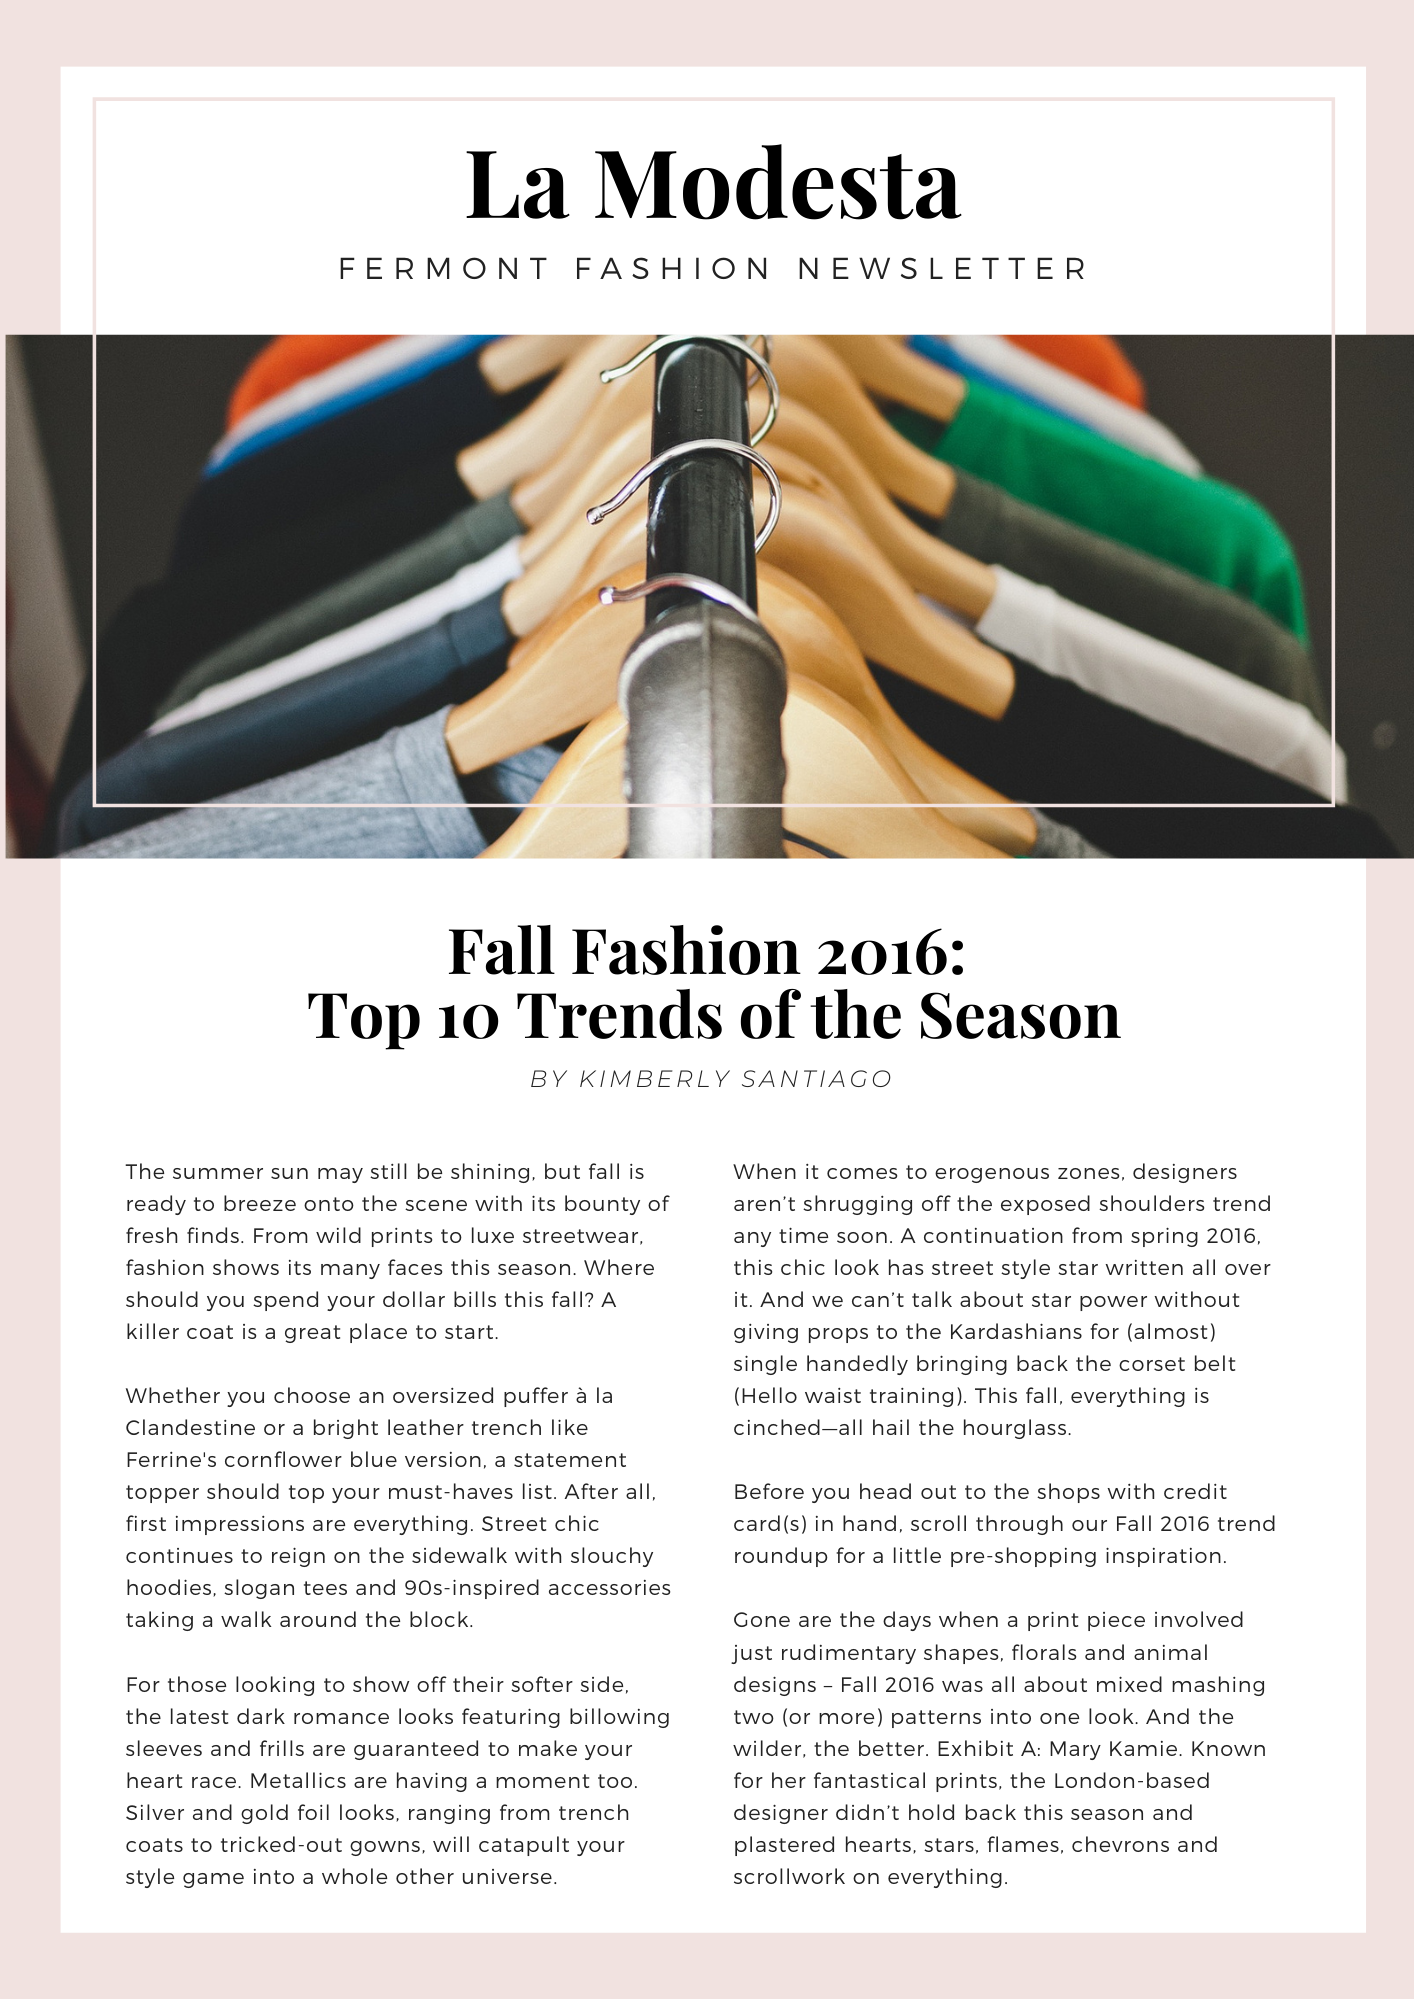 La Modesta
FERMONT FASHION NEWSLETTER
Fall Fashion 2016:
Top 10 Trends of the Season
BY KIMBERLY SANTIAGO
The summer sun may still be shining, but fall is
ready to breeze onto the scene with its bounty of
fresh finds. From wild prints to luxe streetwear,
fashion shows its many faces this season. Where
should you spend your dollar bills this fall? A
killer coat is a great place to start.
Whether you choose an oversized puffer à la
Clandestine or a bright leather trench like
Ferrine's cornflower blue version, a statement
topper should top your must-haves list. After all,
first impressions are everything. Street chic
continues to reign on the sidewalk with slouchy
hoodies, slogan tees and 90s-inspired accessories
taking a walk around the block.
For those looking to show off their softer side,
the latest dark romance looks featuring billowing
sleeves and frills are guaranteed to make your
heart race. Metallics are having a moment too.
Silver and gold foil looks, ranging from trench
coats to tricked-out gowns, will catapult your
style game into a whole other universe.
When it comes to erogenous zones, designers
aren’t shrugging off the exposed shoulders trend
any time soon. A continuation from spring 2016,
this chic look has street style star written all over
it. And we can’t talk about star power without
giving props to the Kardashians for (almost)
single handedly bringing back the corset belt
(Hello waist training). This fall, everything is
cinched—all hail the hourglass.
Before you head out to the shops with credit
card(s) in hand, scroll through our Fall 2016 trend
roundup for a little pre-shopping inspiration.
Gone are the days when a print piece involved
just rudimentary shapes, florals and animal
designs – Fall 2016 was all about mixed mashing
two (or more) patterns into one look. And the
wilder, the better. Exhibit A: Mary Kamie. Known
for her fantastical prints, the London-based
designer didn’t hold back this season and
plastered hearts, stars, flames, chevrons and
scrollwork on everything.